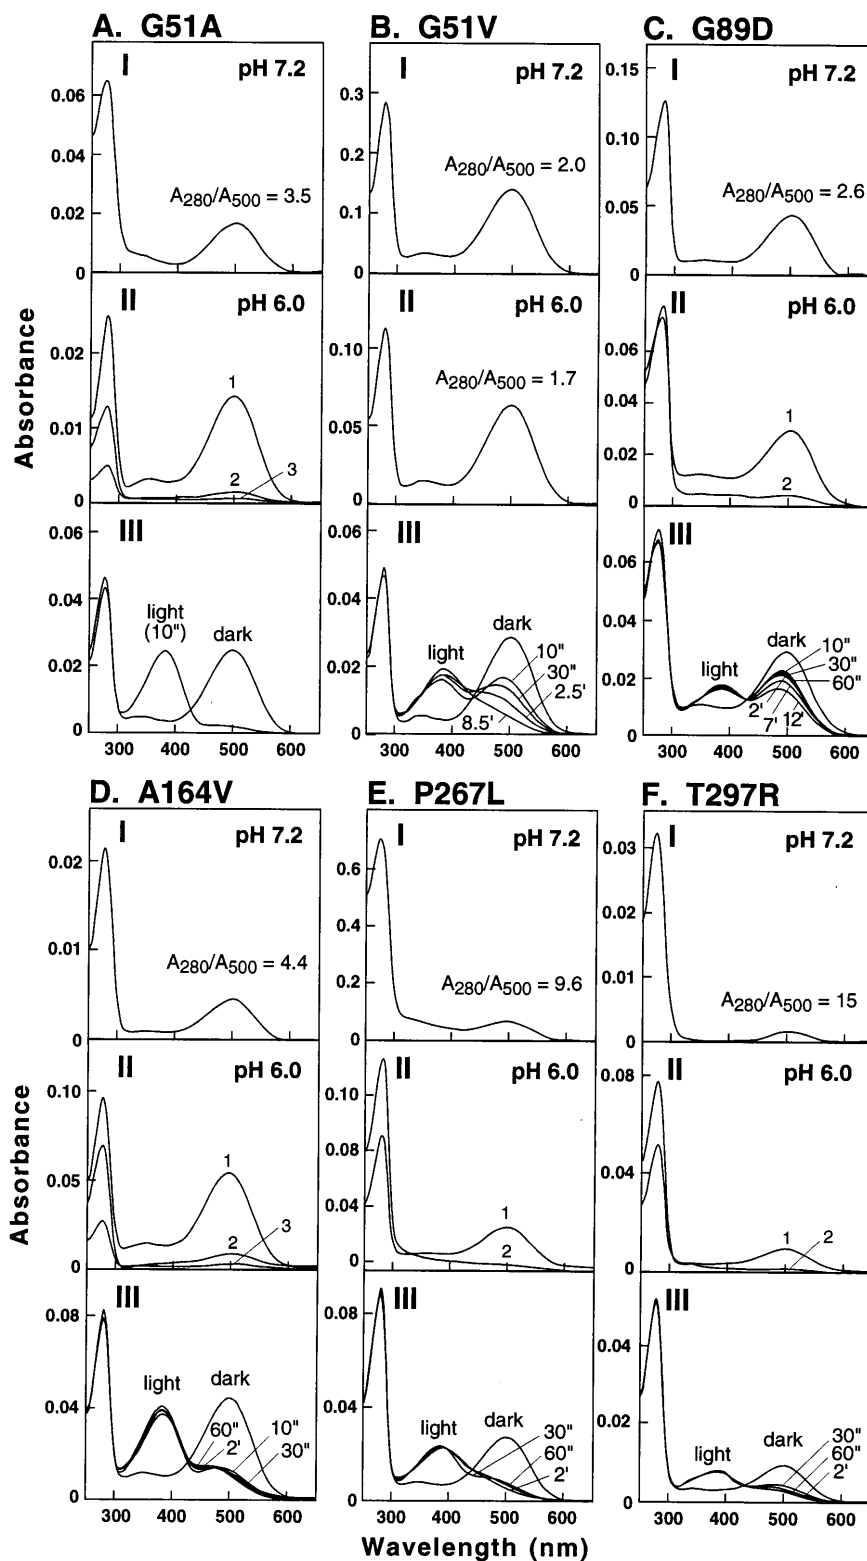 A. G51A
I
pH 7.2
0.06
0.04
0.02
0
A280/A500 = 3.5
II
pH 6.0
0.02
0.01
0
1
2
3
III
0.06
0.04
0.02
0
light
(10")
dark
300 400 500 600
B. G51V
I
pH 7.2
0.3
0.2
0.1
0
A280/A500 = 2.0
II
pH 6.0
0.10
0.05
0
A280/A500 = 1.7
III
0.06
0.04
0.02
0
light
dark
10"
30"
2.5'
8.5'
300 400 500 600
C. G89D
I
pH 7.2
0.15
0.10
0.05
0
A280/A500 = 2.6
II
pH 6.0
0.06
0.04
0.02
0
1
2
III
0.06
0.04
0.02
0
light
dark
10"
30"
60"
2'
7'
12'
300 400 500 600
Absorbance
D. A164V
I
pH 7.2
0.02
0.01
0
A280/A500 = 4.4
II
pH 6.0
0.10
0.05
0
1
2
3
III
0.08
0.04
0
light
dark
60"
2'
10"
30"
300 400 500 600
E. P267L
I
pH 7.2
0.6
0.4
0.2
0
A280/A500 = 9.6
II
pH 6.0
0.10
0.08
0.04
0
1
2
III
0.08
0.04
0
light
dark
30"
60"
2'
300 400 500 600
F. T297R
I
pH 7.2
0.03
0.02
0.01
0
A280/A500 = 15
II
pH 6.0
0.08
0.04
0
1
2
III
0.04
0.02
0
light
dark
30"
60"
2'
300 400 500 600
Absorbance
Wavelength (nm)